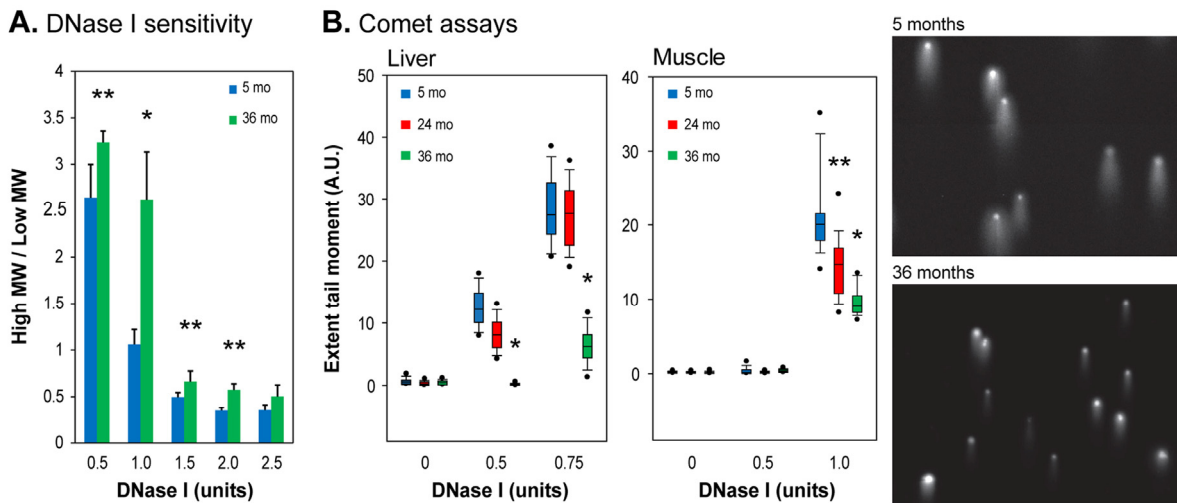 A. DNase I sensitivity
High MW / Low MW
4
3.5
3
2.5
2
1.5
1
0.5
0
5 mo
36 mo
**
*
**
**
0.5 1.0 1.5 2.0 2.5
DNase I (units)
B. Comet assays
Liver
Extent tail moment (A.U.)
50
40
30
20
10
0
5 mo
24 mo
36 mo
*
*
0 0.5 0.75
DNase I (units)
Muscle
40
30
20
10
0
5 mo
24 mo
36 mo
**
*
0 0.5 1.0
DNase I (units)
5 months
36 months